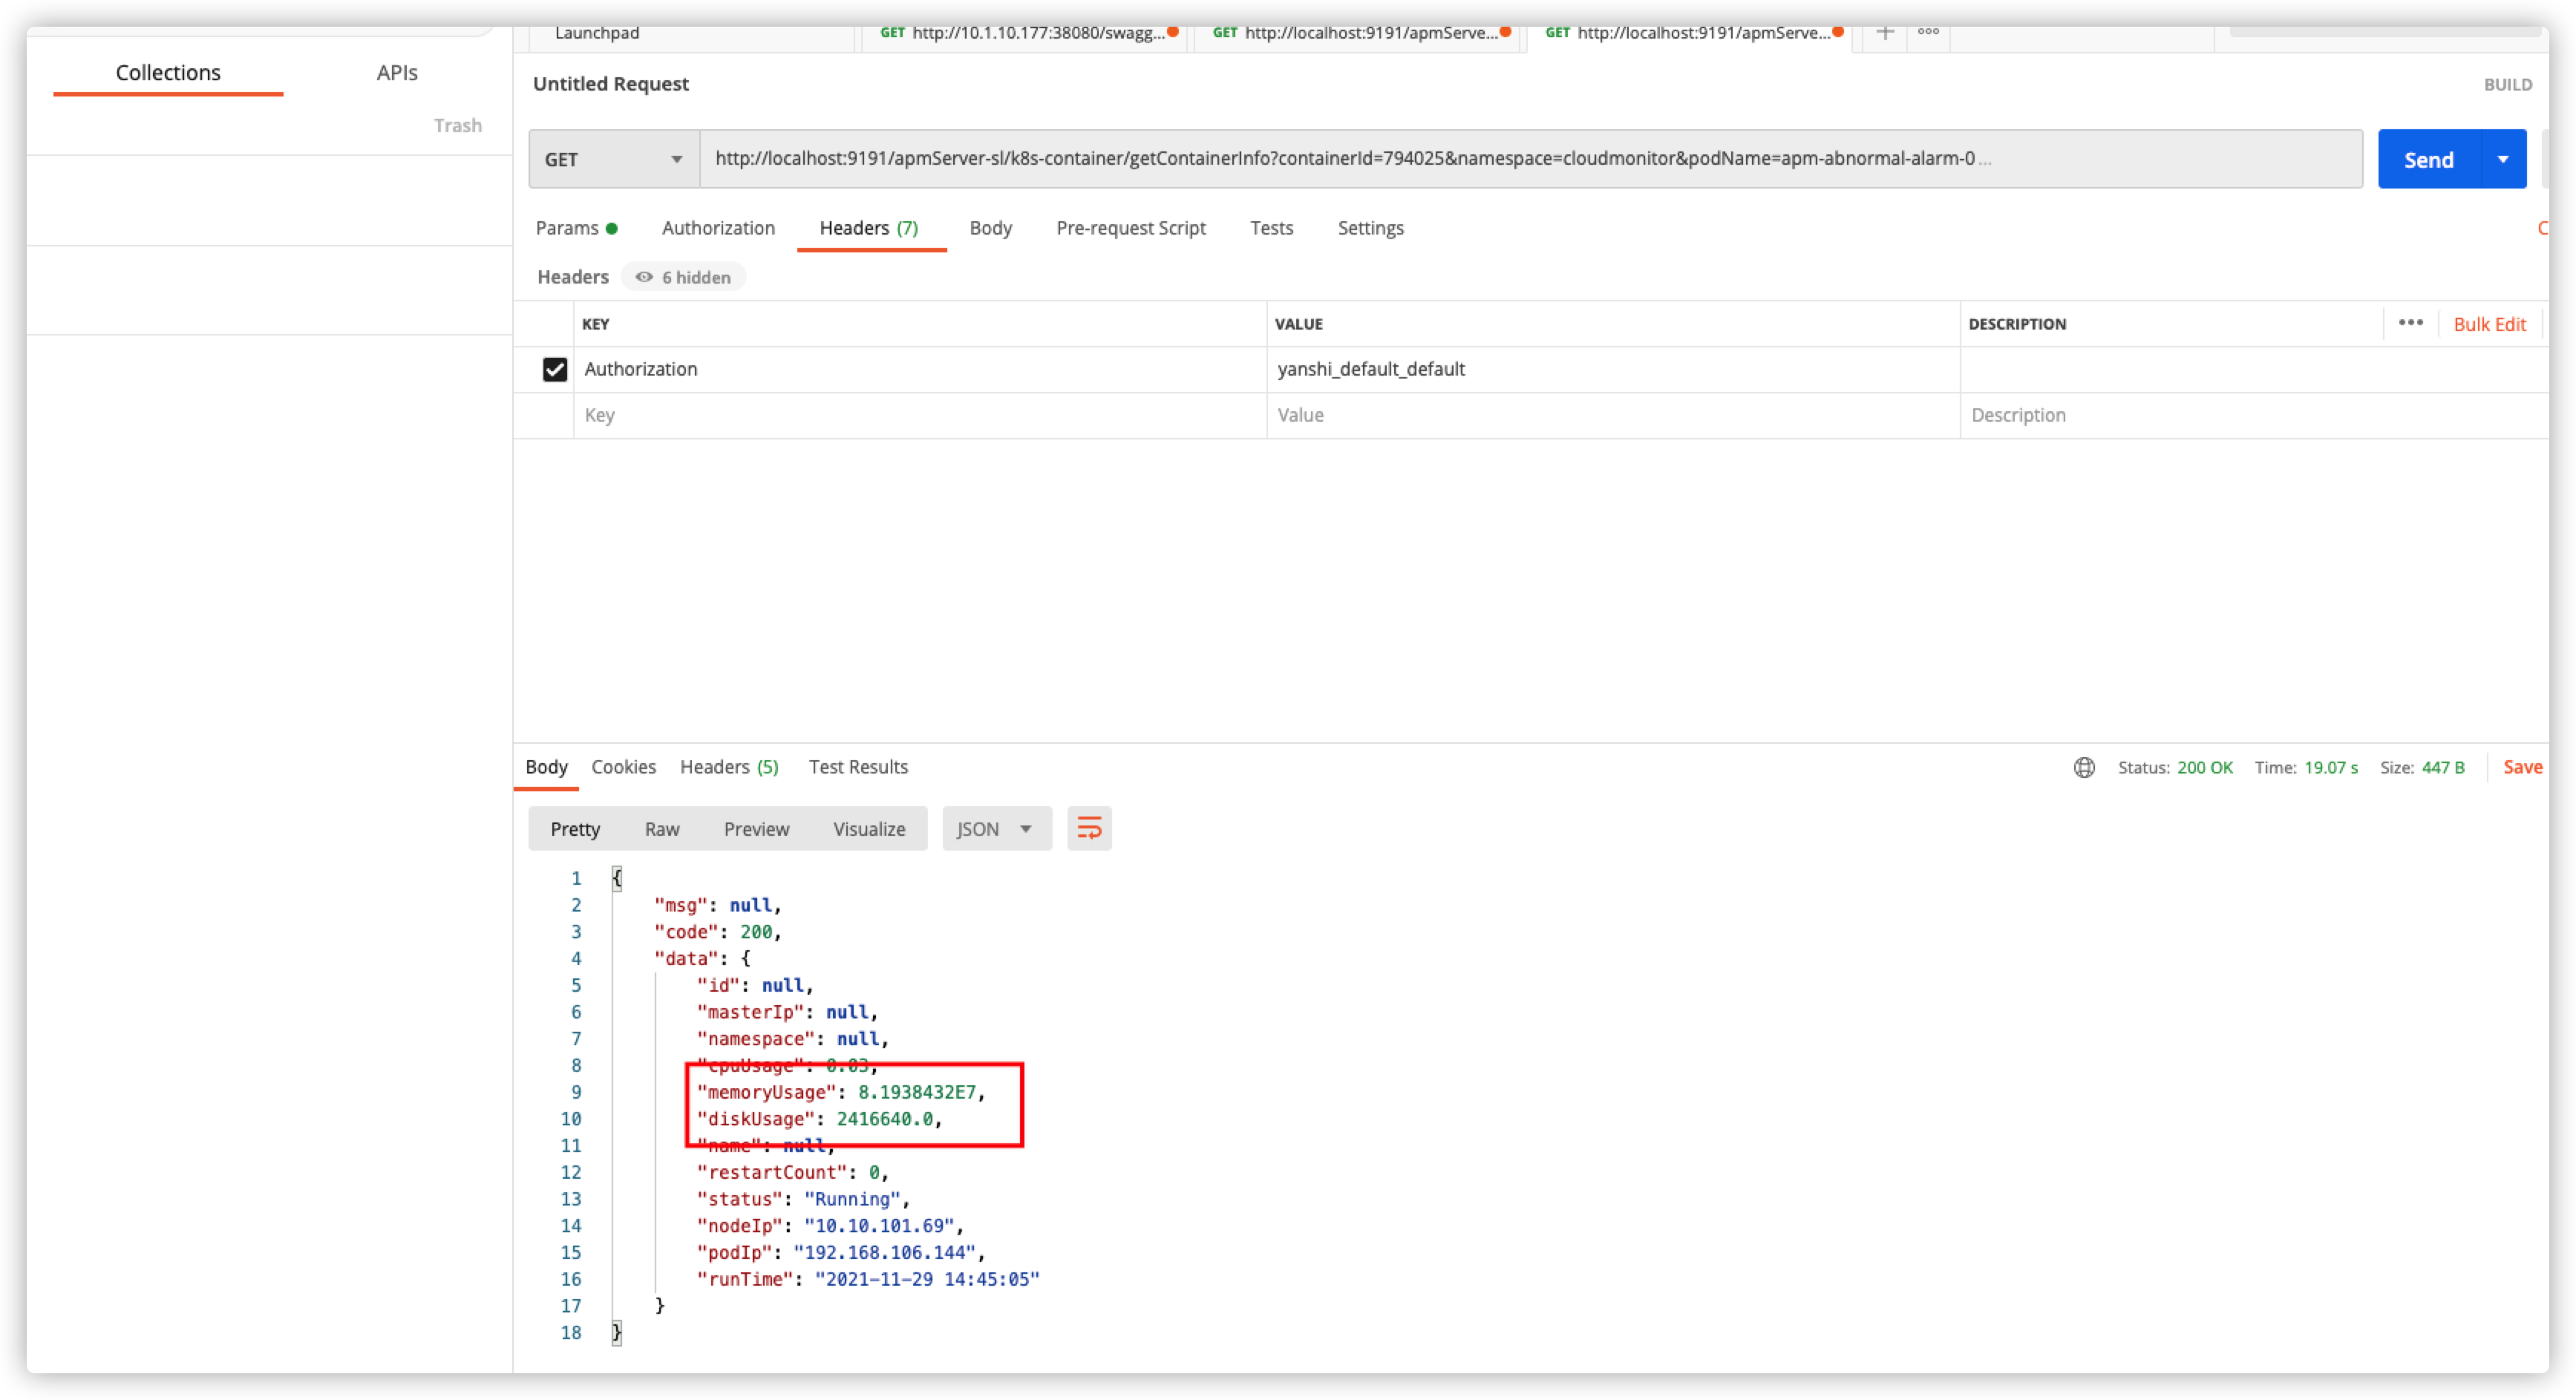 Launchpad
GET http://10.1.10.177:38080/swagg...
GET http://localhost:9191/apmServe...
GET http://localhost:9191/apmServe...
Collections
APIs
Trash
Untitled Request
BUILD
GET
http://localhost:9191/apmServer-sl/k8s-container/getContainerInfo?containerId=794025&namespace=cloudmonitor&podName=apm-abnormal-alarm-0 ...
Send
Params
Authorization
Headers (7)
Body
Pre-request Script
Tests
Settings
C
Headers
6 hidden
KEY
VALUE
DESCRIPTION
Bulk Edit
Authorization
yanshi_default_default
Key
Value
Description
Body
Cookies
Headers (5)
Test Results
Status: 200 OK
Time: 19.07 s
Size: 447 B
Save
Pretty
Raw
Preview
Visualize
JSON
1 {
2 "msg": null,
3 "code": 200,
4 "data": {
5 "id": null,
6 "masterIp": null,
7 "namespace": null,
8 "cpuUsage": 0.03,
9 "memoryUsage": 8.1938432E7,
10 "diskUsage": 2416640.0,
11 "name": null,
12 "restartCount": 0,
13 "status": "Running",
14 "nodeIp": "10.10.101.69",
15 "podIp": "192.168.106.144",
16 "runTime": "2021-11-29 14:45:05"
17 }
18 }